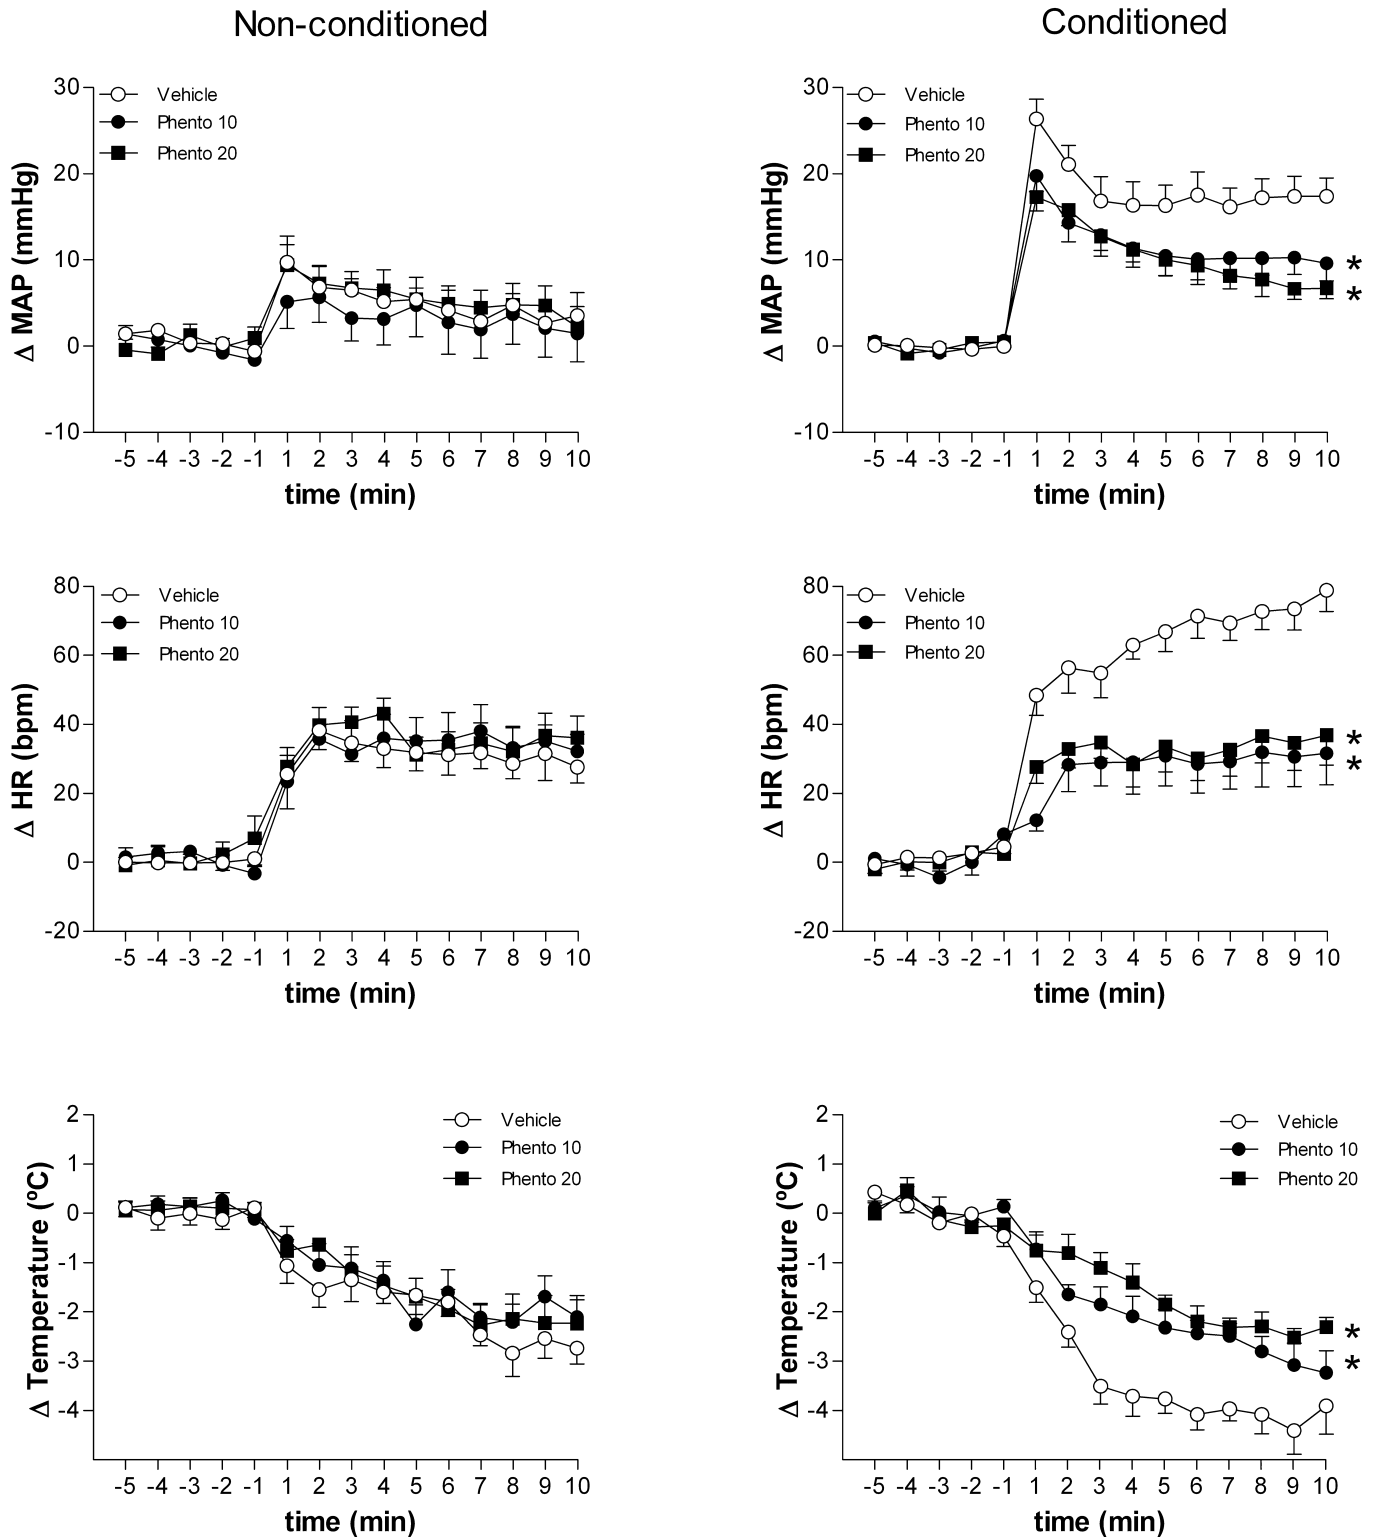 Non-conditioned
Conditioned
30
20
10
0
-10
Δ MAP (mmHg)
Vehicle
Phento 10
Phento 20
-5 -4 -3 -2 -1 1 2 3 4 5 6 7 8 9 10
time (min)
30
20
10
0
-10
Δ MAP (mmHg)
Vehicle
Phento 10
Phento 20
*
*
-5 -4 -3 -2 -1 1 2 3 4 5 6 7 8 9 10
time (min)
80
60
40
20
0
-20
Δ HR (bpm)
Vehicle
Phento 10
Phento 20
-5 -4 -3 -2 -1 1 2 3 4 5 6 7 8 9 10
time (min)
80
60
40
20
0
-20
Δ HR (bpm)
Vehicle
Phento 10
Phento 20
*
*
-5 -4 -3 -2 -1 1 2 3 4 5 6 7 8 9 10
time (min)
2
1
0
-1
-2
-3
-4
Δ Temperature (ºC)
Vehicle
Phento 10
Phento 20
-5 -4 -3 -2 -1 1 2 3 4 5 6 7 8 9 10
time (min)
2
1
0
-1
-2
-3
-4
Δ Temperature (ºC)
Vehicle
Phento 10
Phento 20
*
*
-5 -4 -3 -2 -1 1 2 3 4 5 6 7 8 9 10
time (min)